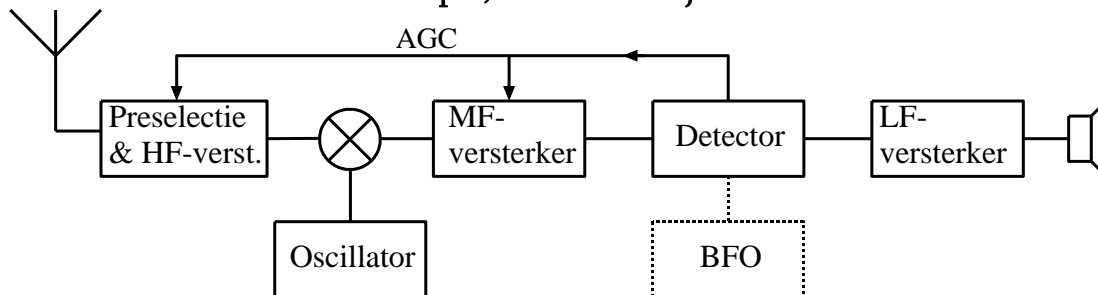 AGC
Preselectie
& HF-verst.
MF-
versterker
Detector
LF-
versterker
Oscillator
BFO